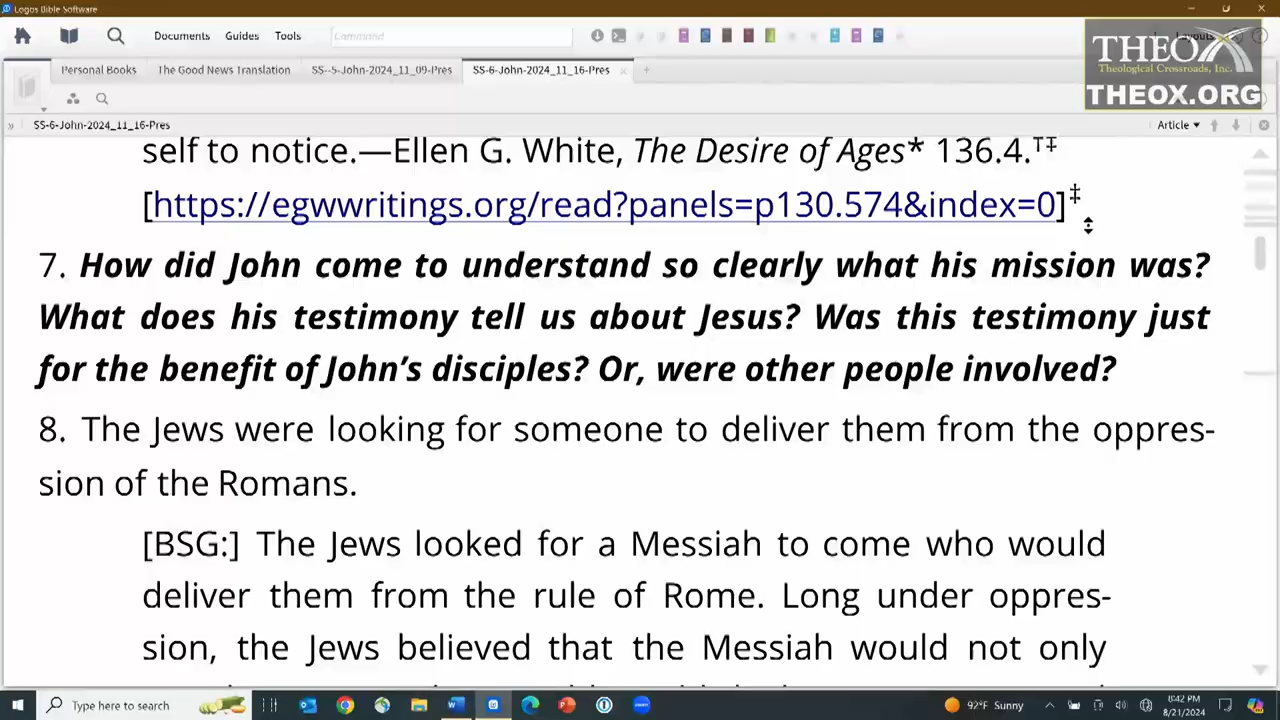 Logos Bible Software
Documents Guides Tools Command Layouts
THEOX
Theological Crossroads, Inc.
THEOX.ORG
Personal Books The Good News Translation SS--5-John-2024_11_09-Pres SS-6-John-2024_11_16-Pres
SS-6-John-2024_11_16-Pres Article
self to notice.—Ellen G. White, The Desire of Ages* 136.4.T‡
[https://egwwritings.org/read?panels=p130.574&index=0]‡
7. How did John come to understand so clearly what his mission was?
What does his testimony tell us about Jesus? Was this testimony just
for the benefit of John’s disciples? Or, were other people involved?
8. The Jews were looking for someone to deliver them from the oppres-
sion of the Romans.
[BSG:] The Jews looked for a Messiah to come who would
deliver them from the rule of Rome. Long under oppres-
sion, the Jews believed that the Messiah would not only
Type here to search 92°F Sunny 6:42 PM
8/21/2024